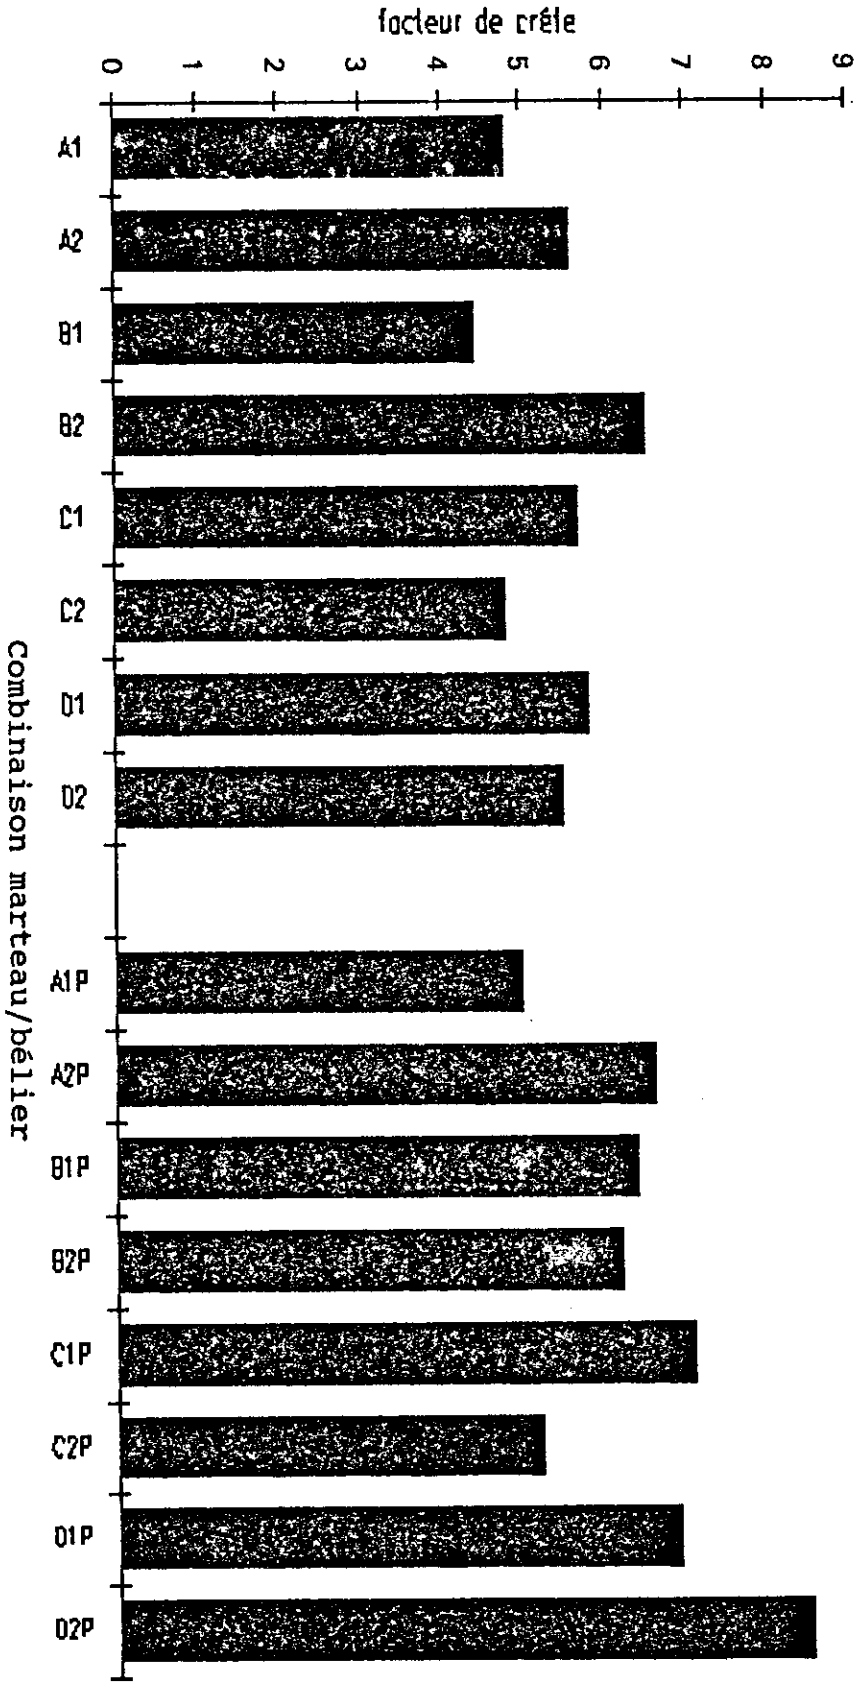 facteur de crête
0 1 2 3 4 5 6 7 8 9
A1
A2
B1
B2
C1
C2
D1
D2
A1P
A2P
B1P
B2P
C1P
C2P
D1P
D2P
Combinaison marteau/bélier